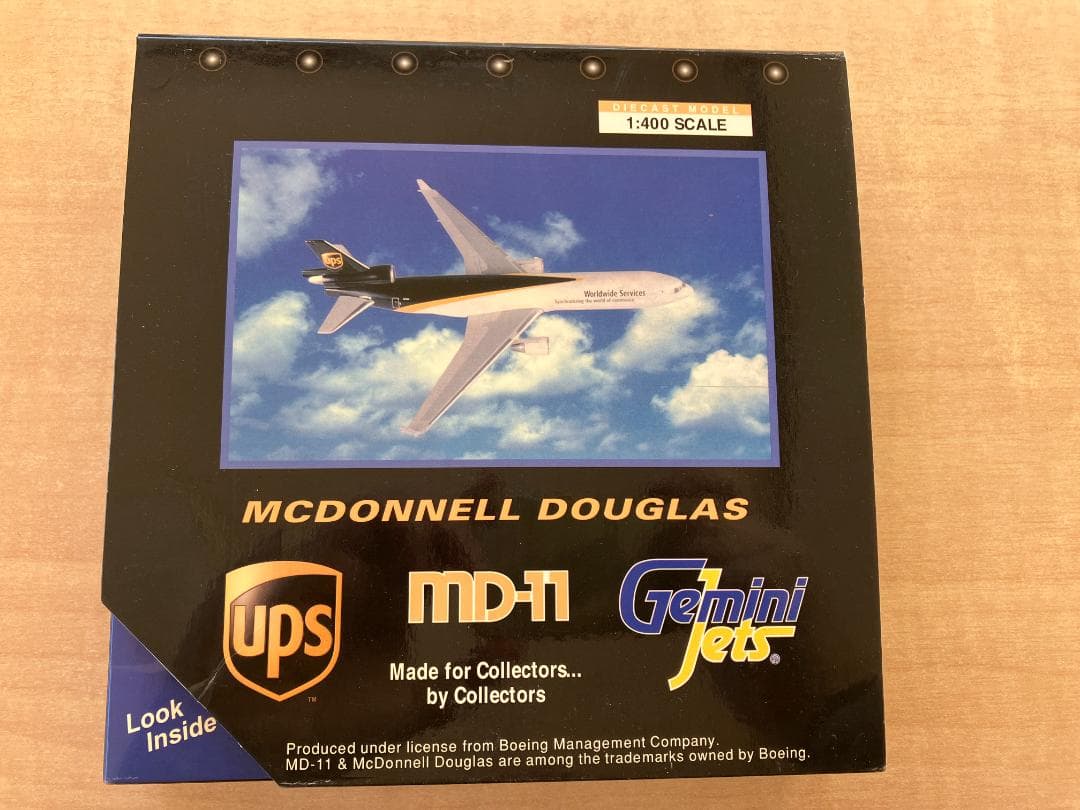 DIECAST MODEL
1:400 SCALE
ups
Worldwide Services
Synchronizing the world of commerce
MCDONNELL DOUGLAS
ups
TM
MD-11
Gemini
Jets
®
Made for Collectors...
by Collectors
Look
Inside
Produced under license from Boeing Management Company.
MD-11 & McDonnell Douglas are among the trademarks owned by Boeing.